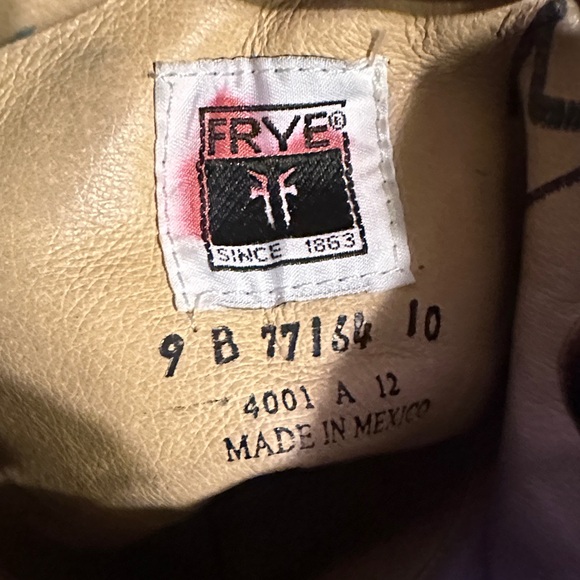 FRYE®
SINCE 1863
9 B 77164 10
4001 A 12
MADE IN MEXICO